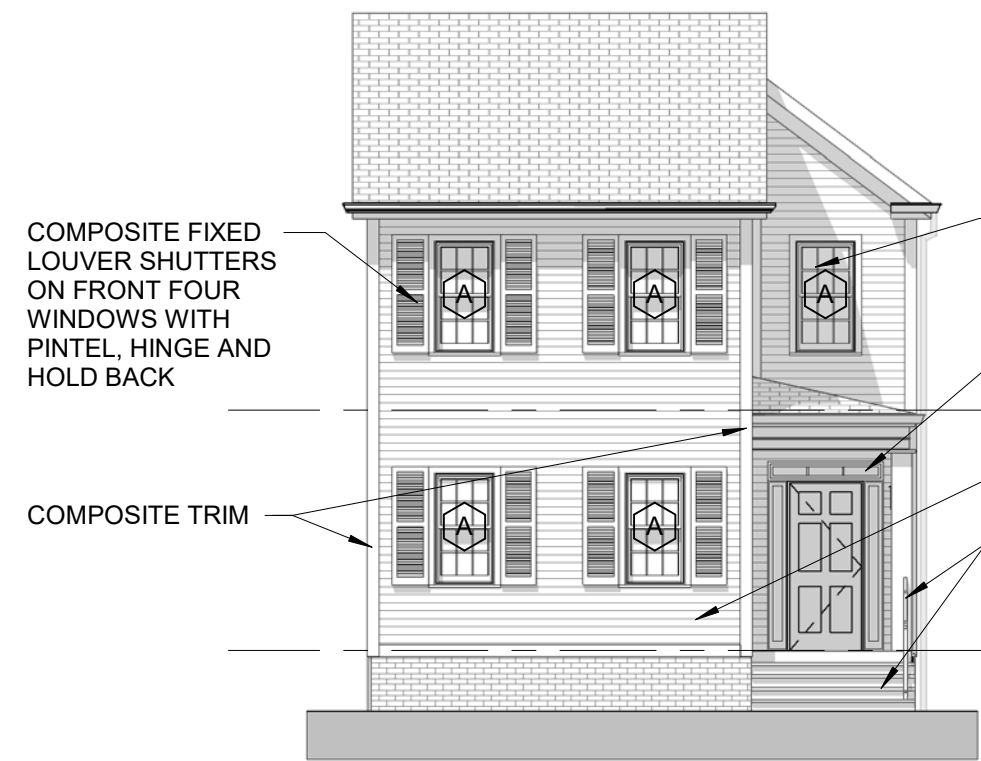 COMPOSITE FIXED
LOUVER SHUTTERS
ON FRONT FOUR
WINDOWS WITH
PINTEL, HINGE AND
HOLD BACK
A
A
A
COMPOSITE TRIM
A
A